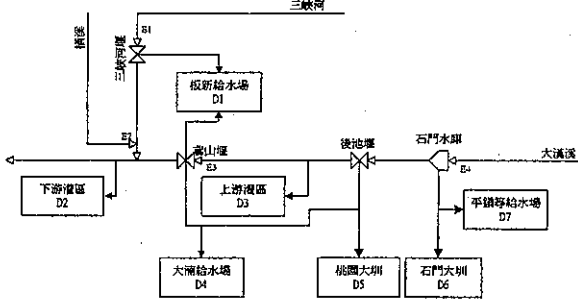 三峽河
E1
橫溪
三峽河堰
板新給水場
D1
E2
鳶山堰
E3
後池堰
石門水庫
E4
大漢溪
下游灌區
D2
上游灌區
D3
平鎮等給水場
D7
大湳給水場
D4
桃園大圳
D5
石門大圳
D6